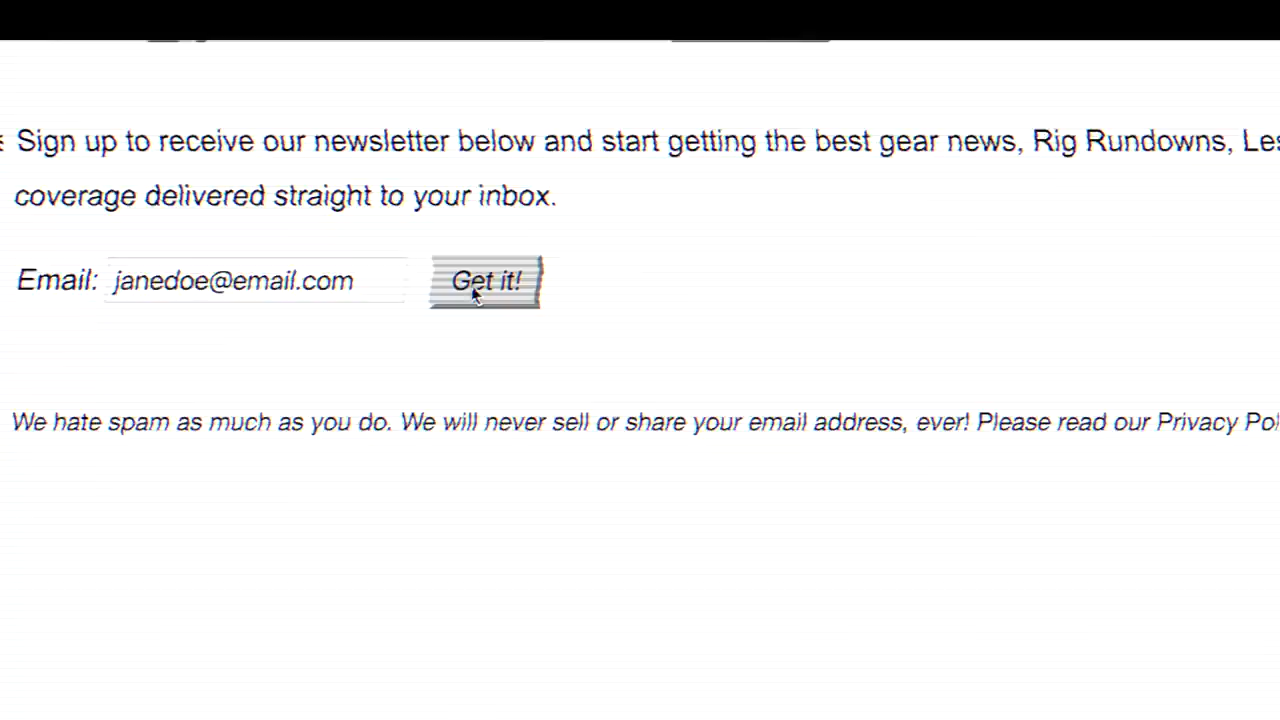 Sign up to receive our newsletter below and start getting the best gear news, Rig Rundowns,
coverage delivered straight to your inbox.
Email: janedoe@email.com Get it!
We hate spam as much as you do. We will never sell or share your email address, ever! Please read our Privacy